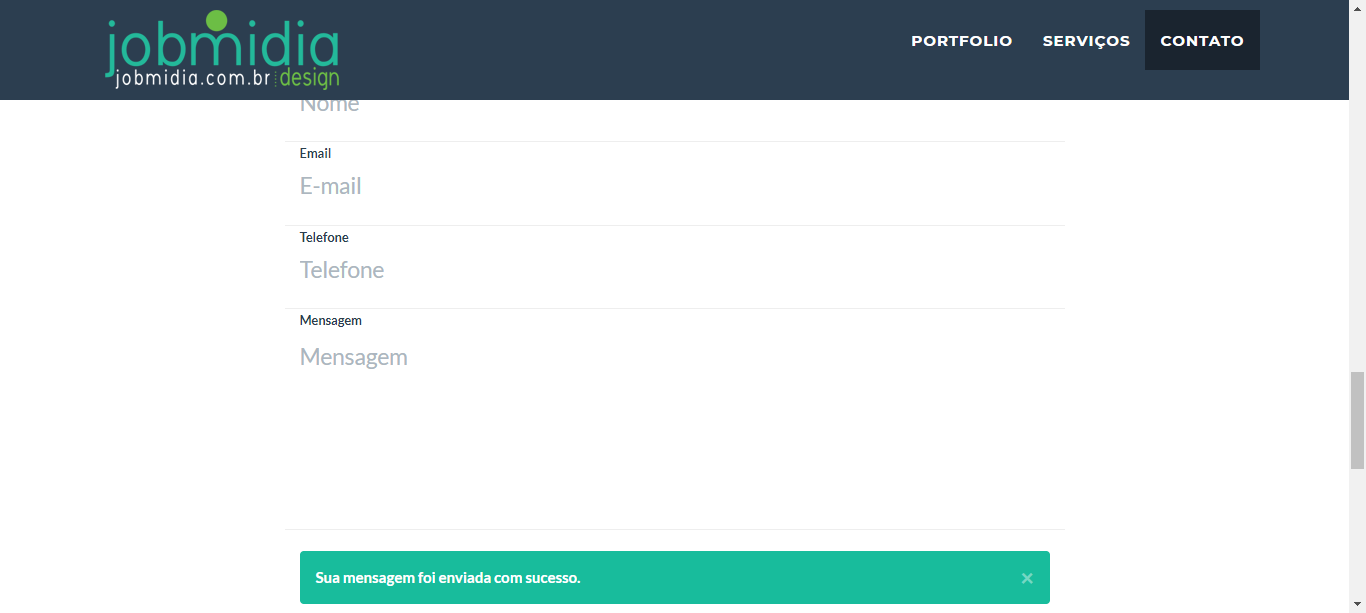 jobmidia
jobmidia.com.br design
PORTFOLIO SERVIÇOS CONTATO
Nome
Email
E-mail
Telefone
Telefone
Mensagem
Mensagem
Sua mensagem foi enviada com sucesso. ×